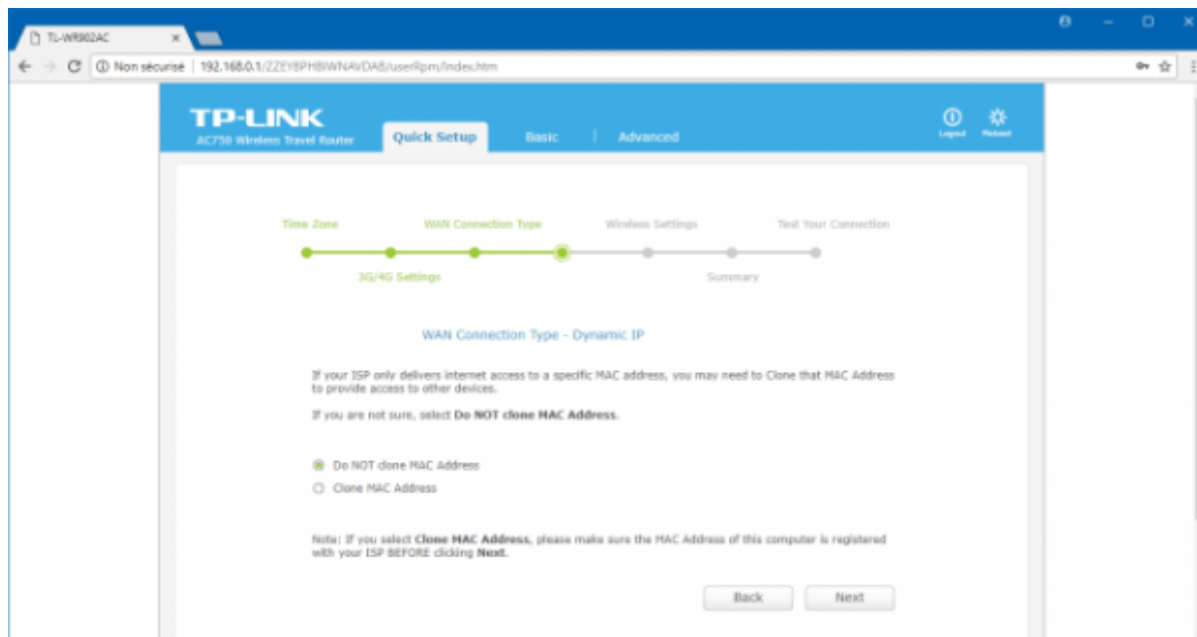 TL-WR902AC
Non sécurisé | 192.168.0.1/ZZEYBPHBIWNAVDAB/userRpm/Index.htm
TP-LINK
AC750 Wireless Travel Router
Quick Setup
Basic
Advanced
Logout
Reboot
Time Zone
WAN Connection Type
Wireless Settings
Test Your Connection
3G/4G Settings
Summary
WAN Connection Type - Dynamic IP
If your ISP only delivers internet access to a specific MAC address, you may need to Clone that MAC Address
to provide access to other devices.
If you are not sure, select Do NOT clone MAC Address.
Do NOT clone MAC Address
Clone MAC Address
Note: If you select Clone MAC Address, please make sure the MAC Address of this computer is registered
with your ISP BEFORE clicking Next.
Back
Next